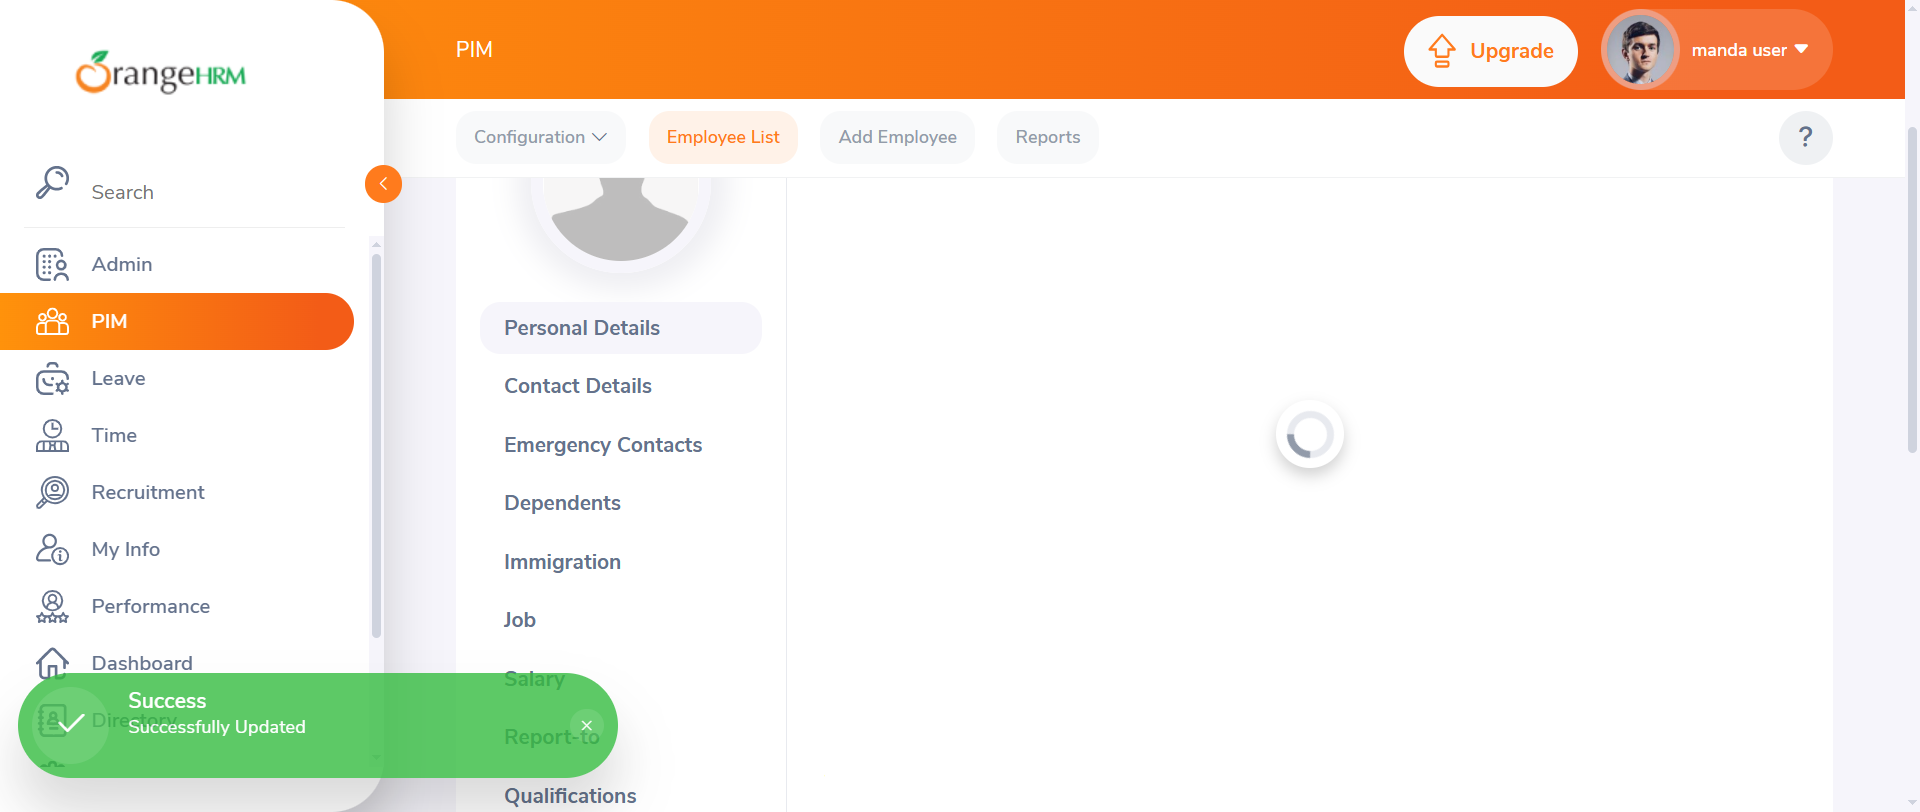 OrangeHRM
PIM
Upgrade
manda user
Configuration
Employee List
Add Employee
Reports
?
Search
Admin
PIM
Leave
Time
Recruitment
My Info
Performance
Dashboard
Directory
Personal Details
Contact Details
Emergency Contacts
Dependents
Immigration
Job
Salary
Report-to
Qualifications
Success
Successfully Updated